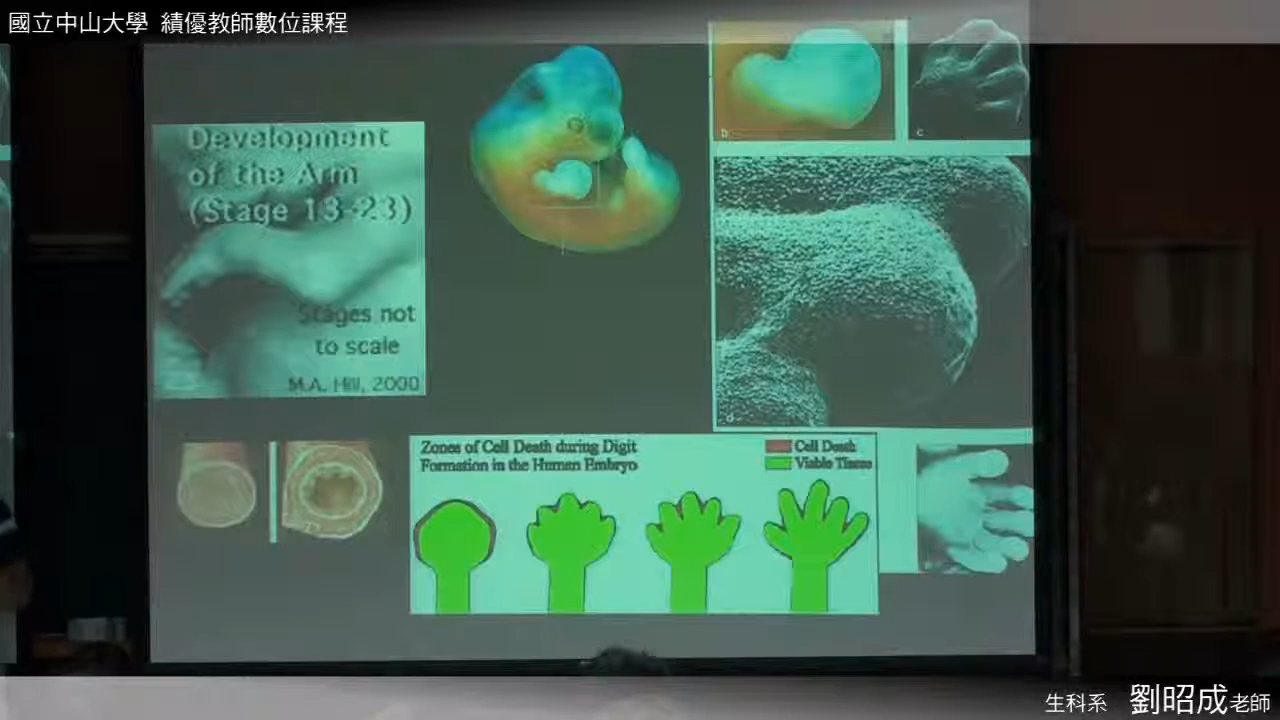 國立中山大學 績優教師數位課程
Development
of the Arm
(Stage 13-23)
Stages not
to scale
M.A. Hill, 2000
b
c
d
Zones of Cell Death during Digit
Formation in the Human Embryo
Cell Death
Viable Tissue
生科系 劉昭成老師